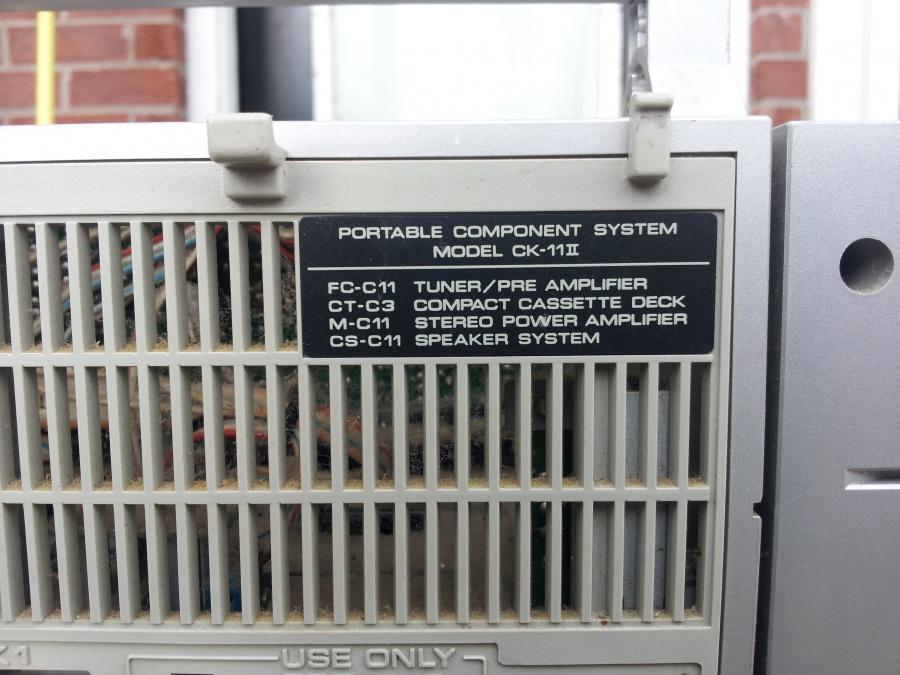 PORTABLE COMPONENT SYSTEM
MODEL CK-11II
FC-C11 TUNER/PRE AMPLIFIER
CT-C3 COMPACT CASSETTE DECK
M-C11 STEREO POWER AMPLIFIER
CS-C11 SPEAKER SYSTEM
USE ONLY